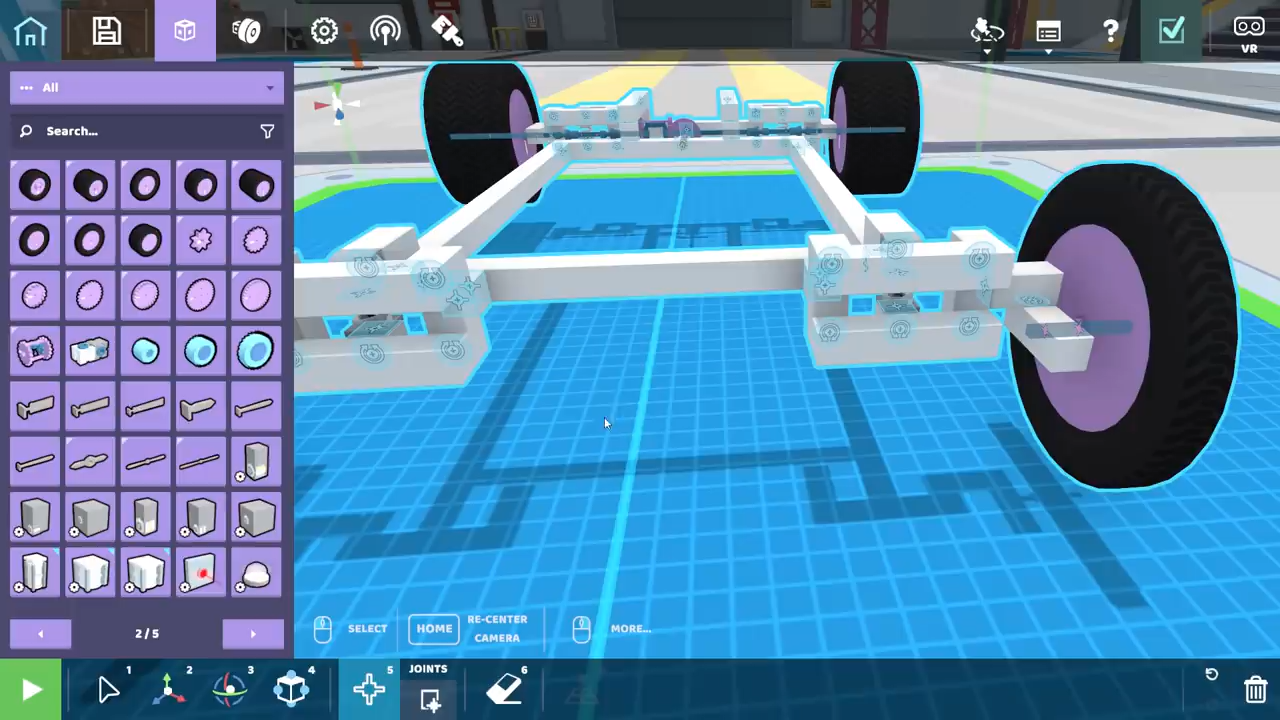 VR
All
Search...
2/5
SELECT
HOME
RE-CENTER
CAMERA
MORE...
1
2
3
4
5
JOINTS
6